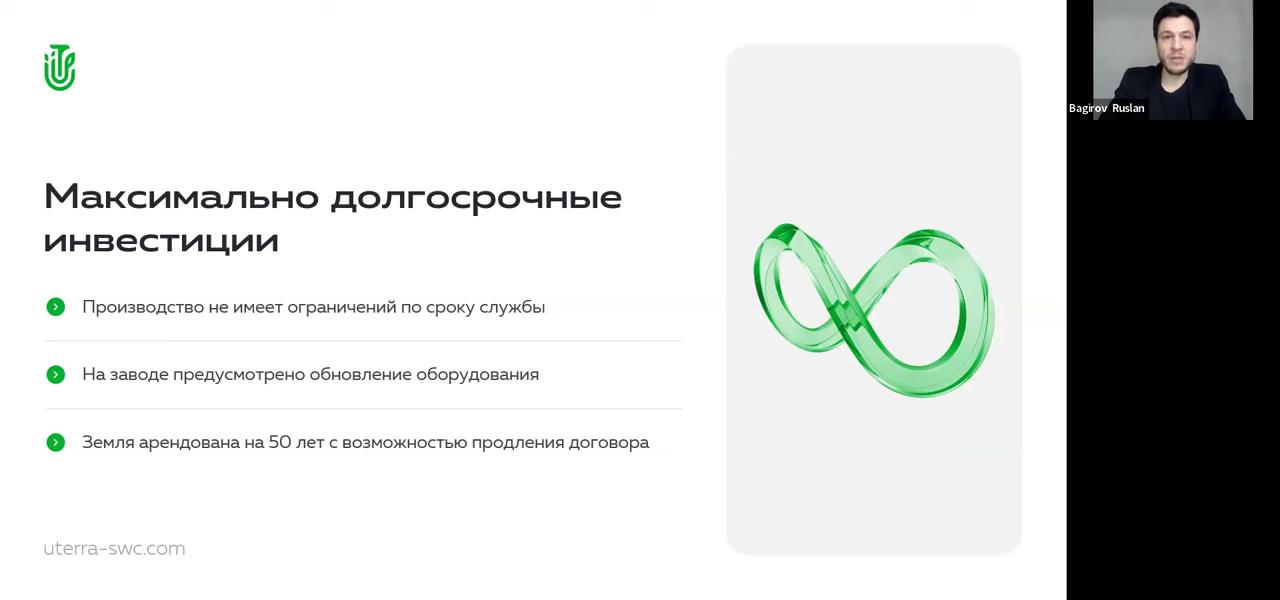 Максимально долгосрочные
инвестиции
Производство не имеет ограничений по сроку службы
На заводе предусмотрено обновление оборудования
Земля арендована на 50 лет с возможностью продления договора
uterra-swc.com
Bagirov Ruslan